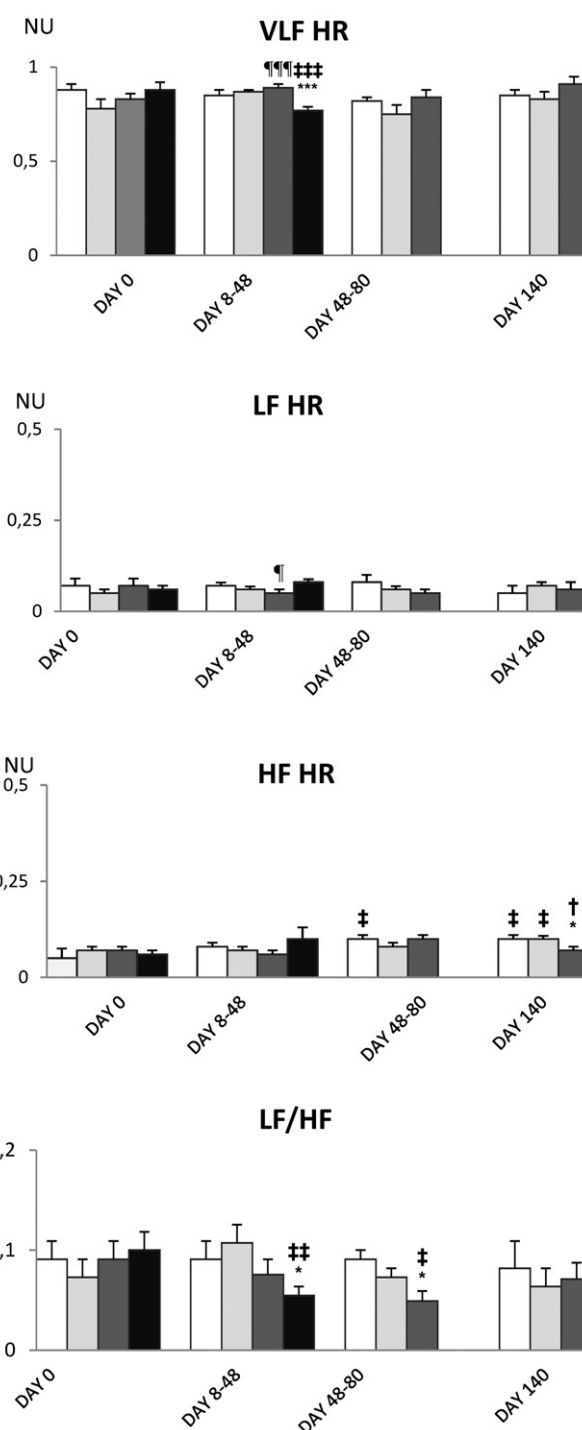 NU
VLF HR
1
¶¶¶ ‡‡‡
***
0,5
0
DAY 0
DAY 8-48
DAY 48-80
DAY 140
NU
LF HR
0,5
0,25
¶
0
DAY 0
DAY 8-48
DAY 48-80
DAY 140
NU
HF HR
0,5
0,25
‡
‡ ‡ †
*
0
DAY 0
DAY 8-48
DAY 48-80
DAY 140
LF/HF
,2
,1
‡‡
*
‡
*
0
DAY 0
DAY 8-48
DAY 48-80
DAY 140